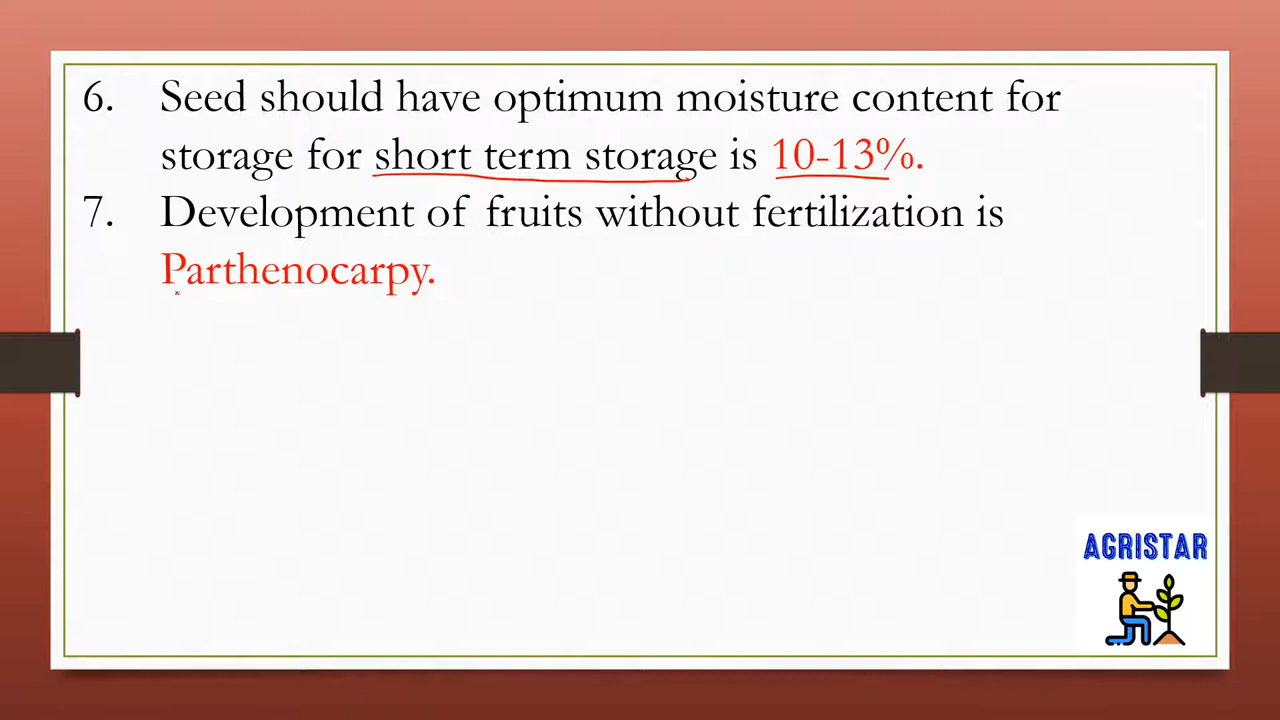 6. Seed should have optimum moisture content for
storage for short term storage is 10-13%.
7. Development of fruits without fertilization is
Parthenocarpy.
AGRISTAR